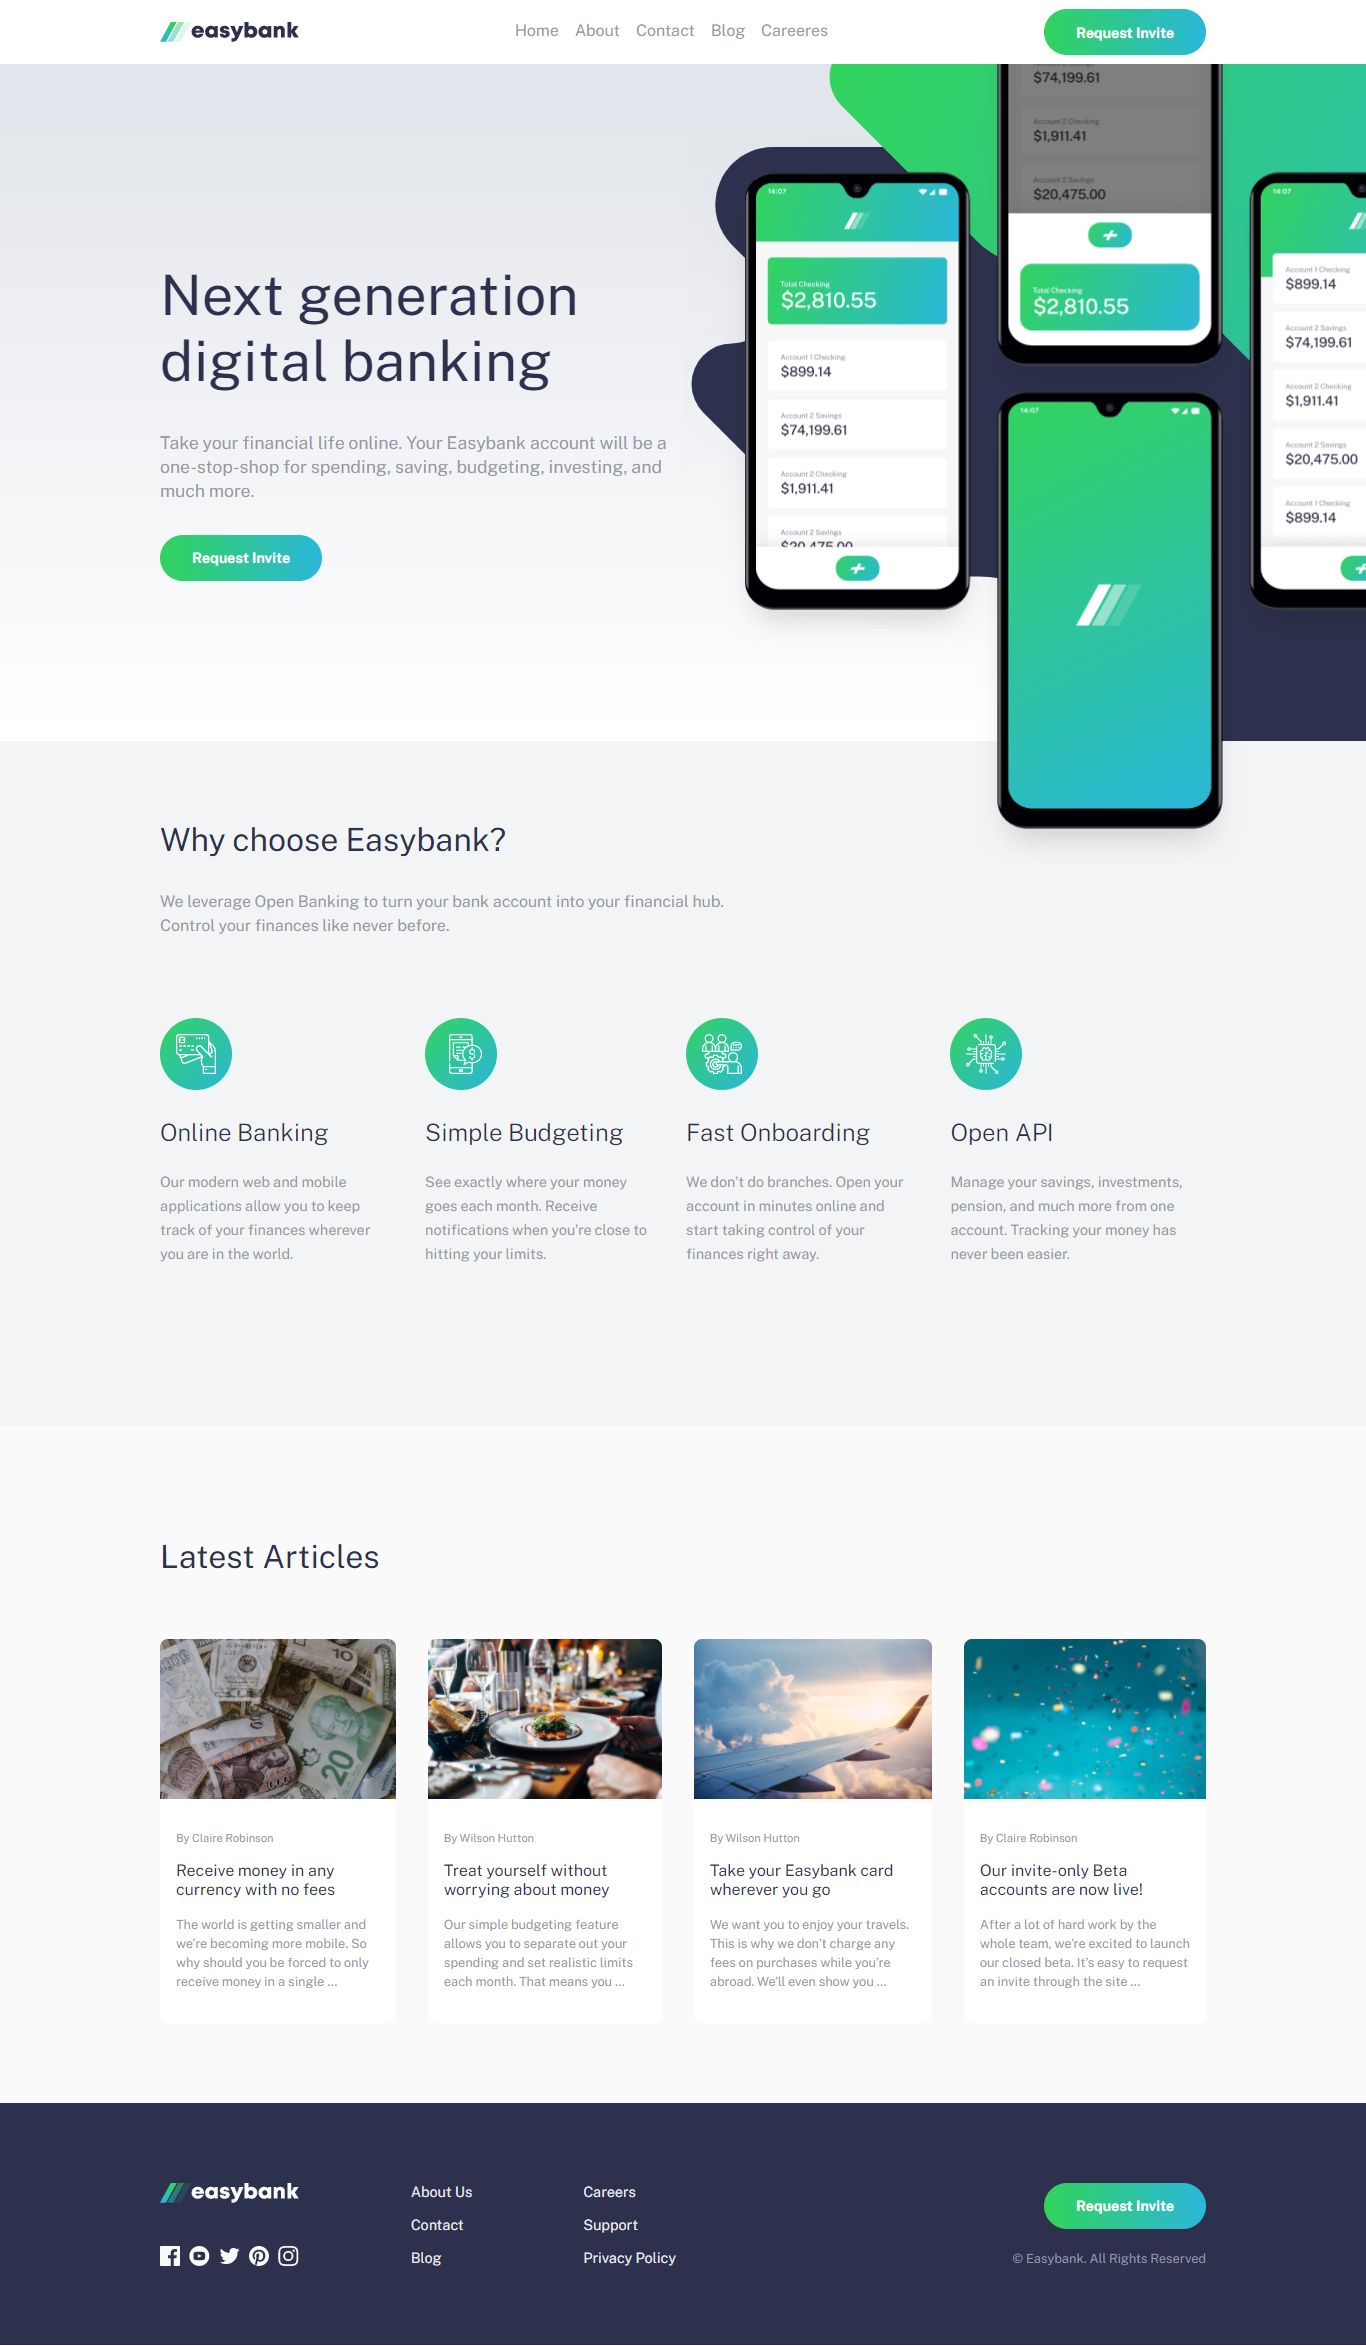 easybank
Home About Contact Blog Careeres
Request Invite
Next generation
digital banking
Take your financial life online. Your Easybank account will be a
one-stop-shop for spending, saving, budgeting, investing, and
much more.
Request Invite
14:07
Total Checking
$2,810.55
Account 1 Checking
$899.14
Account 2 Savings
$74,199.61
Account 2 Checking
$1,911.41
Account 2 Savings
$20,475.00
$74,199.61
Account 2 Checking
$1,911.41
Account 2 Savings
$20,475.00
Total Checking
$2,810.55
14:07
14:07
Account 1 Checking
$899.14
Account 2 Savings
$74,199.61
Account 2 Checking
$1,911.41
Account 2 Savings
$20,475.00
Account 1 Checking
$899.14
Why choose Easybank?
We leverage Open Banking to turn your bank account into your financial hub.
Control your finances like never before.
Online Banking
Our modern web and mobile
applications allow you to keep
track of your finances wherever
you are in the world.
Simple Budgeting
See exactly where your money
goes each month. Receive
notifications when you’re close to
hitting your limits.
Fast Onboarding
We don’t do branches. Open your
account in minutes online and
start taking control of your
finances right away.
Open API
Manage your savings, investments,
pension, and much more from one
account. Tracking your money has
never been easier.
Latest Articles
10
20
By Claire Robinson
Receive money in any
currency with no fees
The world is getting smaller and
we’re becoming more mobile. So
why should you be forced to only
receive money in a single …
By Wilson Hutton
Treat yourself without
worrying about money
Our simple budgeting feature
allows you to separate out your
spending and set realistic limits
each month. That means you …
By Wilson Hutton
Take your Easybank card
wherever you go
We want you to enjoy your travels.
This is why we don’t charge any
fees on purchases while you’re
abroad. We’ll even show you …
By Claire Robinson
Our invite-only Beta
accounts are now live!
After a lot of hard work by the
whole team, we’re excited to launch
our closed beta. It’s easy to request
an invite through the site …
easybank
About Us
Contact
Blog
Careers
Support
Privacy Policy
Request Invite
© Easybank. All Rights Reserved